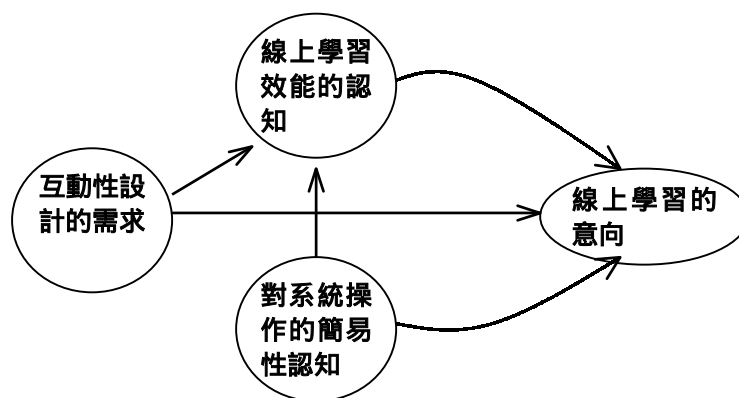 線上學習
效能的認
知
互動性設
計的需求
線上學習的
意向
對系統操
作的簡易
性認知